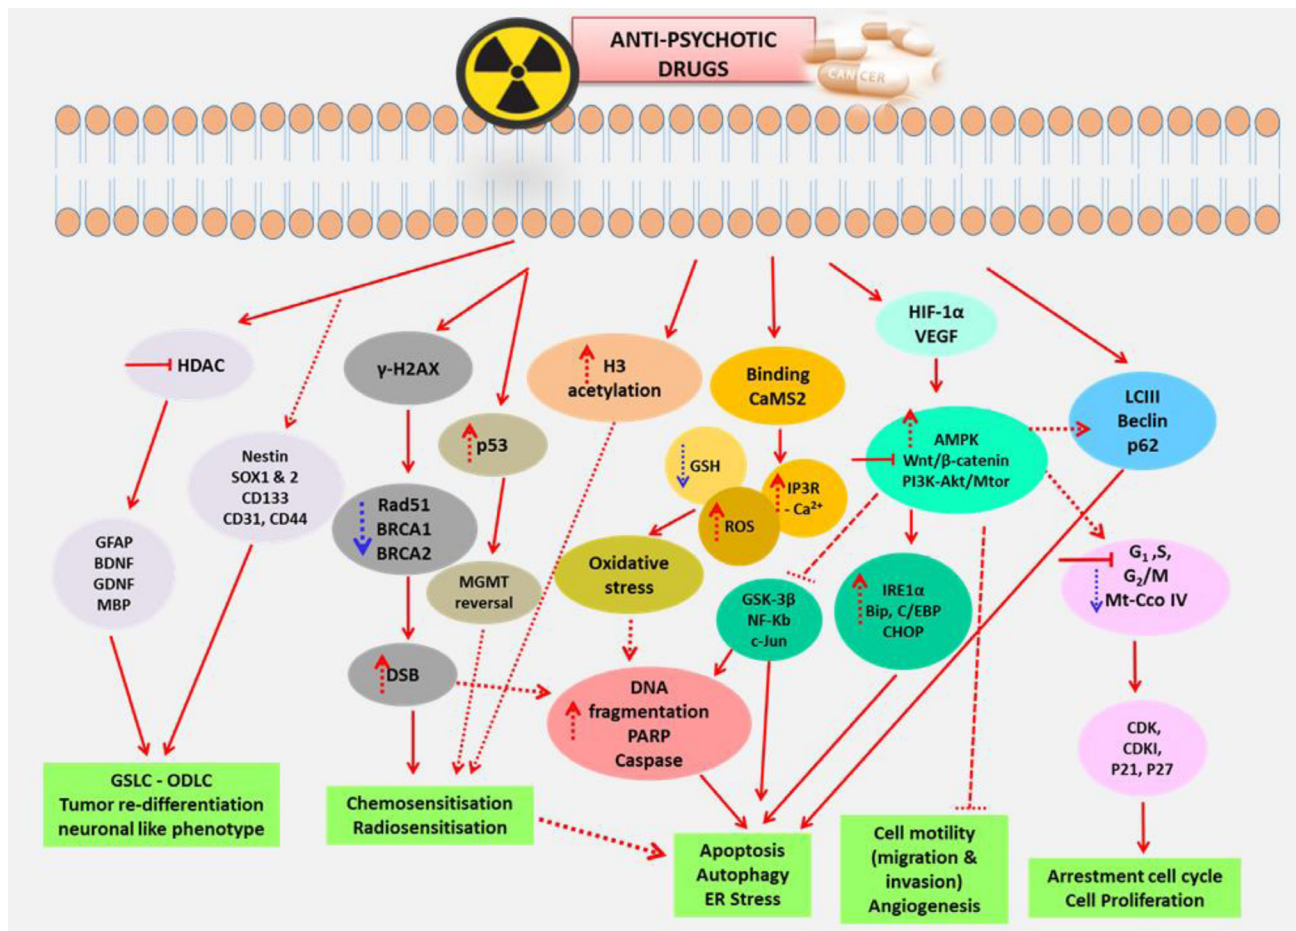 ANTI-PSYCHOTIC
DRUGS
CANCER
HDAC
GFAP
BDNF
GDNF
MBP
Nestin
SOX1 & 2
CD133
CD31, CD44
GSLC - ODLC
Tumor re-differentiation
neuronal like phenotype
γ-H2AX
Rad51
BRCA1
BRCA2
DSB
p53
MGMT
reversal
Chemosensitisation
Radiosensitisation
H3
acetylation
Binding
CaMS2
GSH
ROS
IP3R
- Ca²⁺
Oxidative
stress
DNA
fragmentation
PARP
Caspase
GSK-3β
NF-Kb
c-Jun
Apoptosis
Autophagy
ER Stress
HIF-1α
VEGF
AMPK
Wnt/β-catenin
PI3K-Akt/Mtor
IRE1α
Bip, C/EBP
CHOP
Cell motility
(migration &
invasion)
Angiogenesis
LCIII
Beclin
p62
G₁ ,S,
G₂/M
Mt-Cco IV
CDK,
CDKI,
P21, P27
Arrestment cell cycle
Cell Proliferation